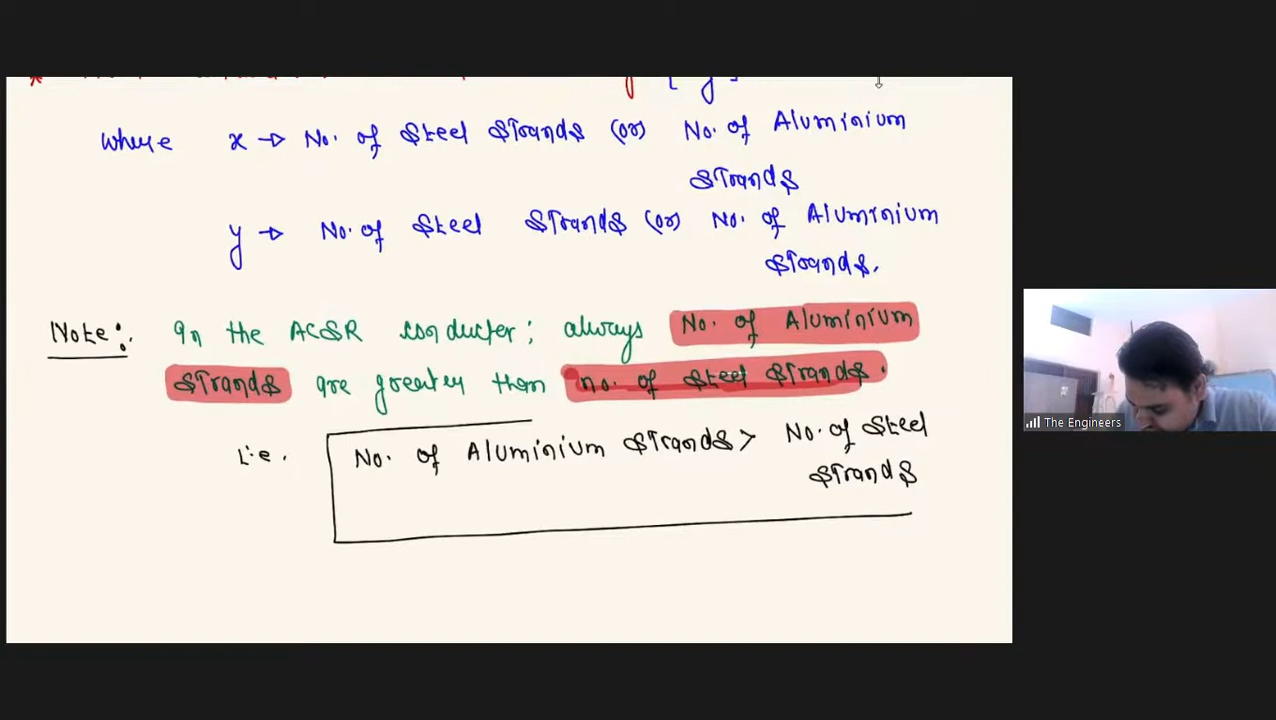 where x → No. of Steel Strands (or) No. of Aluminium
Strands
y → No. of Steel Strands (or) No. of Aluminium
Strands.
Note:. In the ACSR conductor; always No. of Aluminium
Strands are greater than no. of Steel Strands.
i.e. No. of Aluminium Strands > No. of Steel
Strands
The Engineers